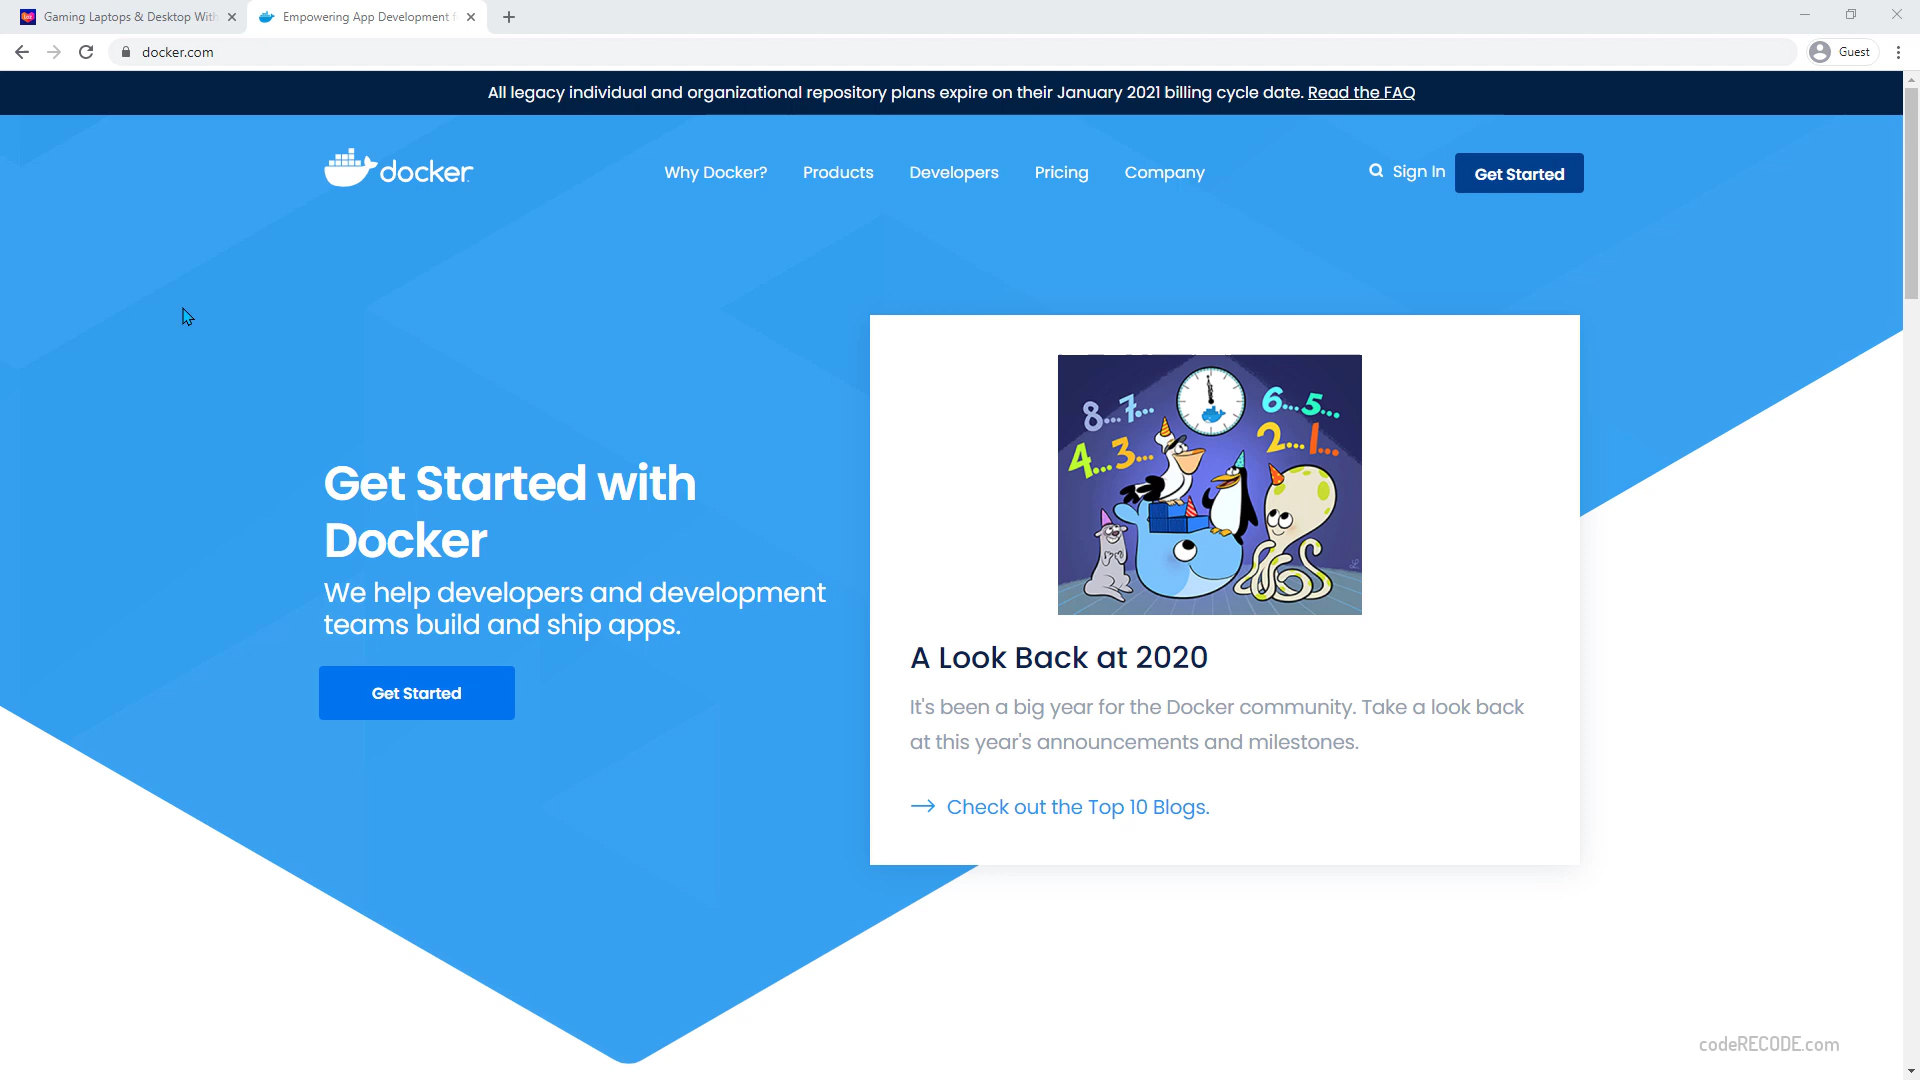 Gaming Laptops & Desktop With
Empowering App Development f
docker.com
Guest
All legacy individual and organizational repository plans expire on their January 2021 billing cycle date. Read the FAQ
docker
Why Docker? Products Developers Pricing Company
Sign In
Get Started
8...7...
6...5...
4...3...
2...1...
Get Started with
Docker
We help developers and development
teams build and ship apps.
Get Started
A Look Back at 2020
It's been a big year for the Docker community. Take a look back
at this year's announcements and milestones.
Check out the Top 10 Blogs.
codeRECODE.com